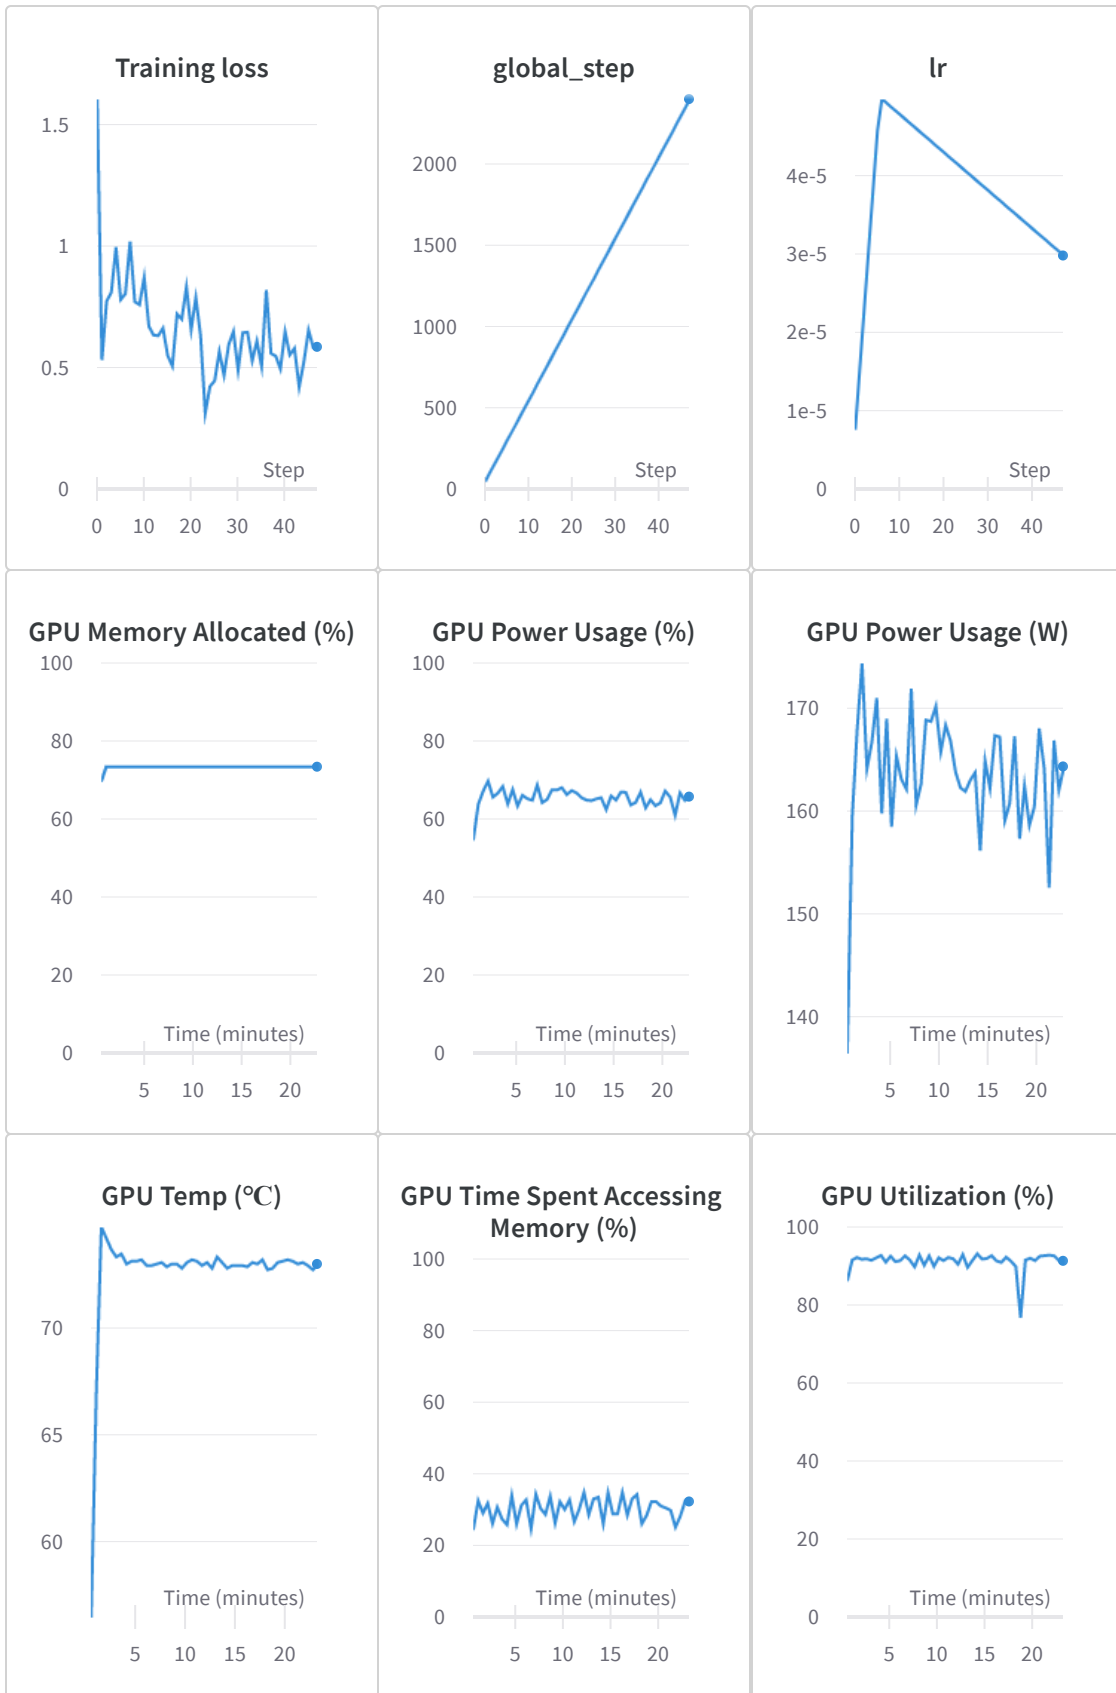 Training loss
1.5
1
0.5
0
Step
0 10 20 30 40
global_step
2000
1500
1000
500
0
Step
0 10 20 30 40
lr
4e-5
3e-5
2e-5
1e-5
0
Step
0 10 20 30 40
GPU Memory Allocated (%)
100
80
60
40
20
0
Time (minutes)
5 10 15 20
GPU Power Usage (%)
100
80
60
40
20
0
Time (minutes)
5 10 15 20
GPU Power Usage (W)
170
160
150
140
Time (minutes)
5 10 15 20
GPU Temp (℃)
70
65
60
Time (minutes)
5 10 15 20
GPU Time Spent Accessing
Memory (%)
100
80
60
40
20
0
Time (minutes)
5 10 15 20
GPU Utilization (%)
100
80
60
40
20
0
Time (minutes)
5 10 15 20